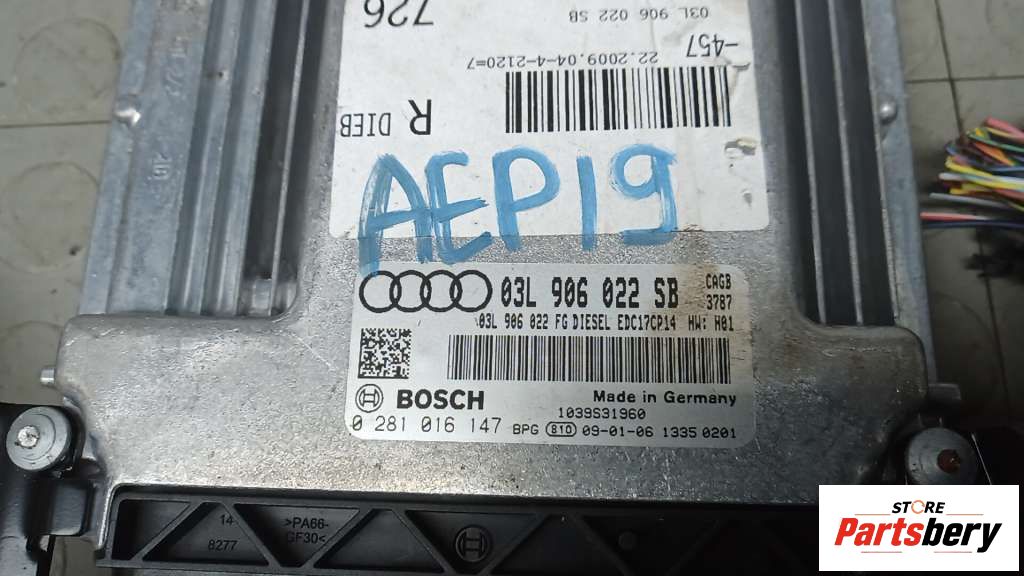 03L 906 022 SB
726
-457
22.2009.04-4-2120=7
R DIEB
AEP19
03L 906 022 SB
CAGB
3787
03L 906 022 FG DIESEL EDC17CP14 HW: H01
BOSCH
Made in Germany
1039S31960
0 281 016 147 BPG 810 09-01-06 1335 0201
14
8277
>PA66-
GF30<
STORE
Partsbery